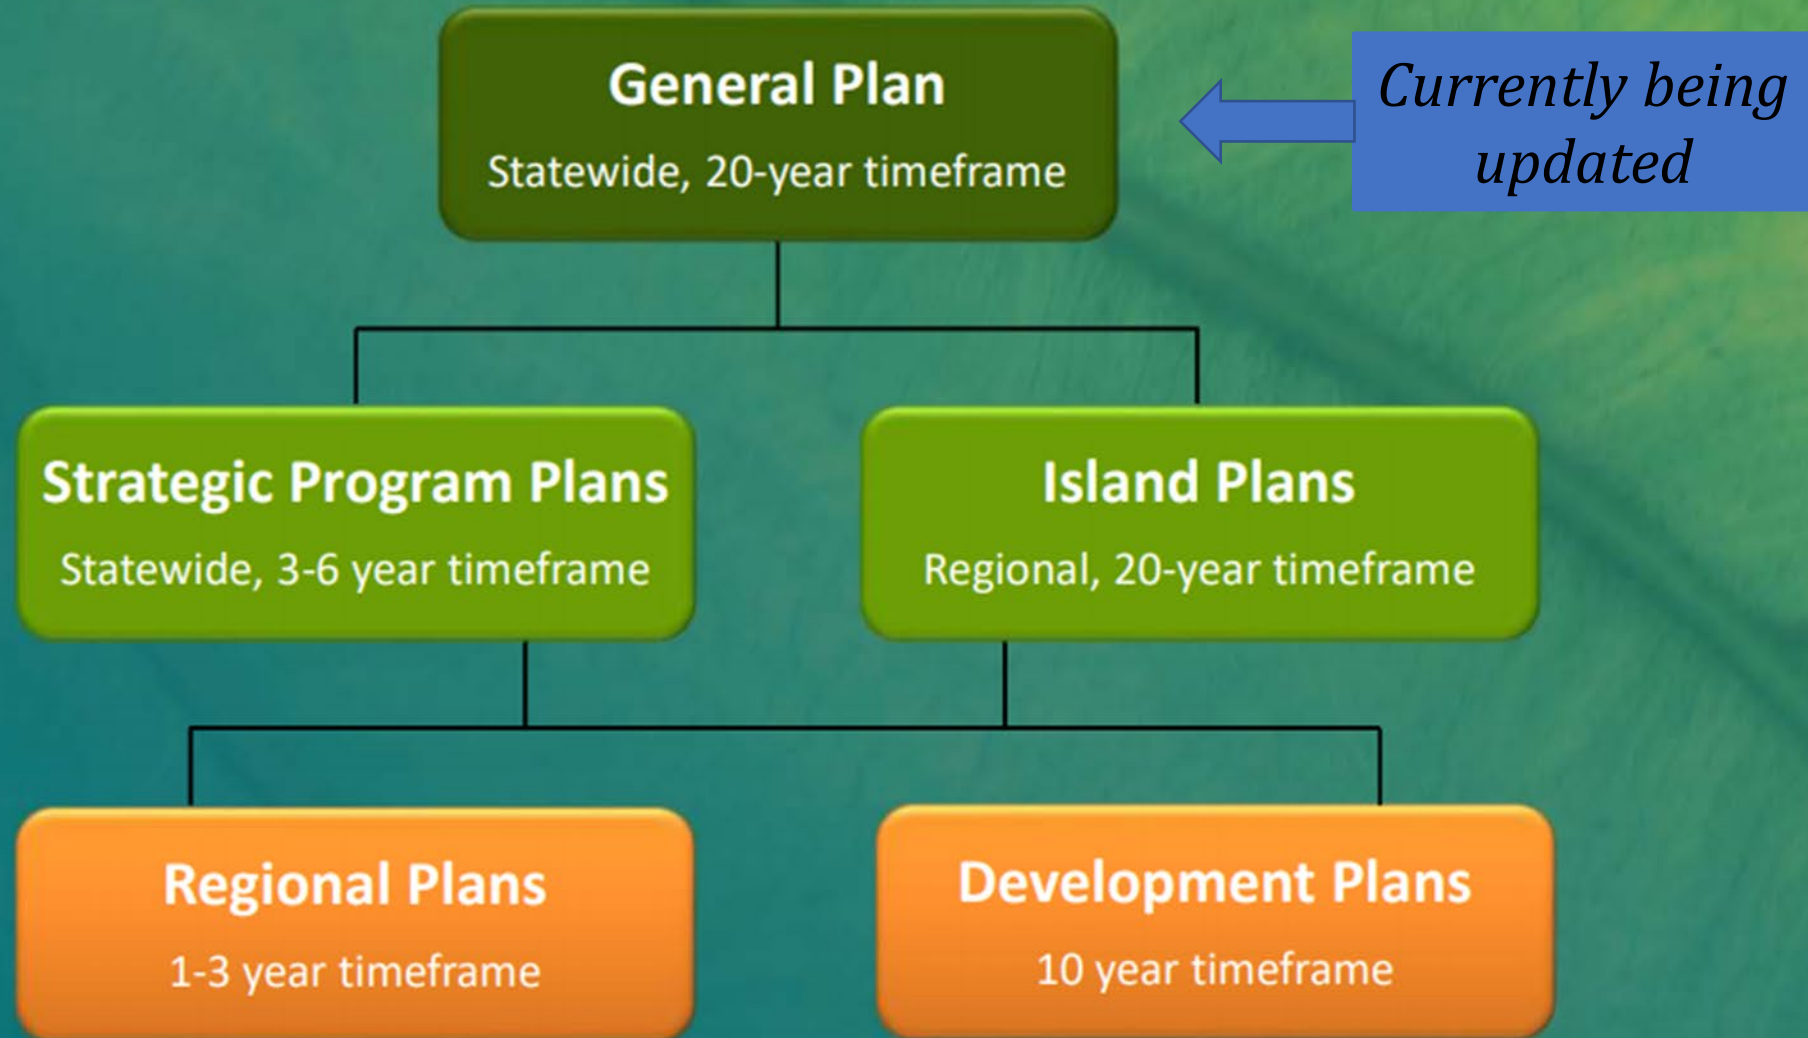 General Plan
Statewide, 20-year timeframe
Currently being
updated
Strategic Program Plans
Statewide, 3-6 year timeframe
Island Plans
Regional, 20-year timeframe
Regional Plans
1-3 year timeframe
Development Plans
10 year timeframe